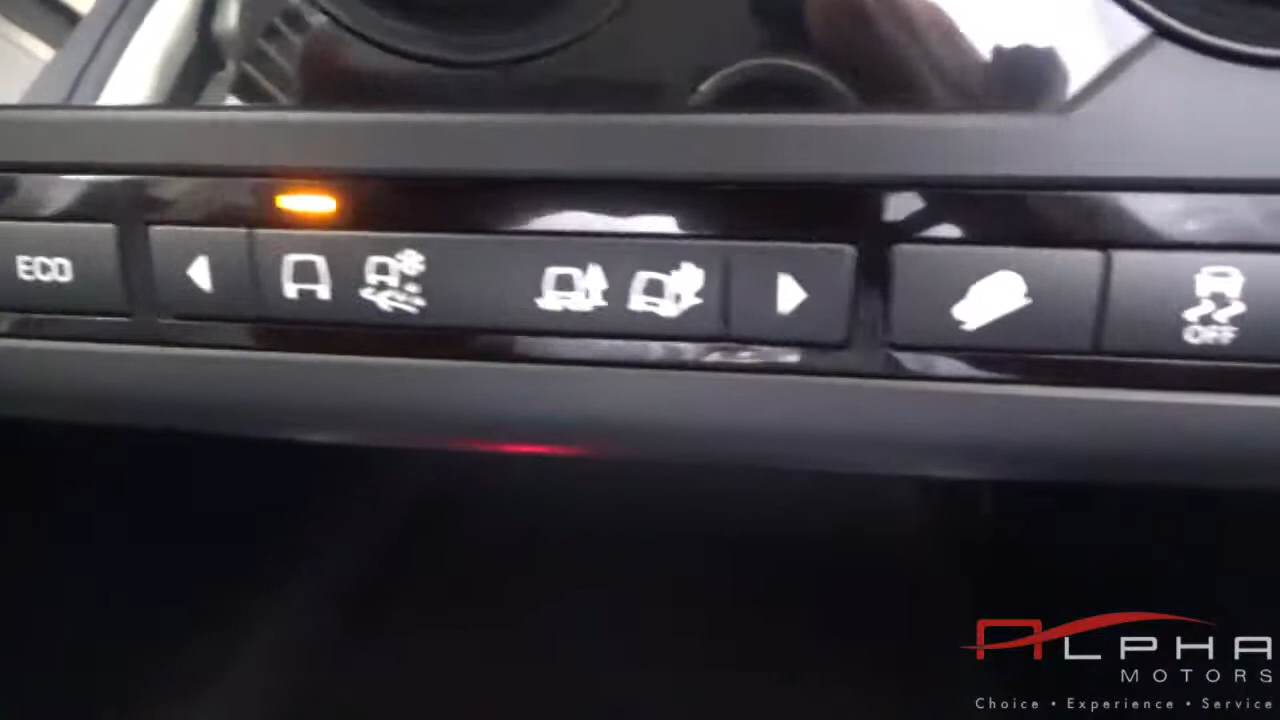 ECO
OFF
ALPHA
MOTORS
Choice • Experience • Service